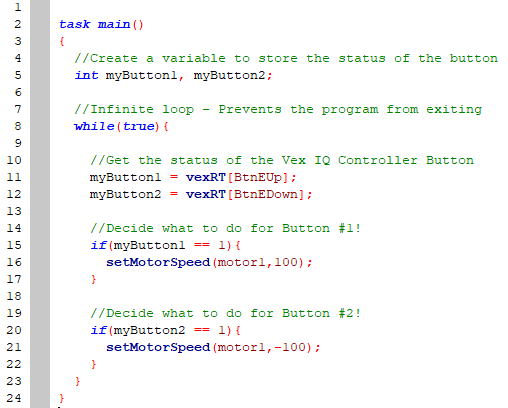 1
2 task main()
3 {
4 //Create a variable to store the status of the button
5 int myButton1, myButton2;
6
7 //Infinite loop - Prevents the program from exiting
8 while(true){
9
10 //Get the status of the Vex IQ Controller Button
11 myButton1 = vexRT[BtnEUp];
12 myButton2 = vexRT[BtnEDown];
13
14 //Decide what to do for Button #1!
15 if(myButton1 == 1){
16 setMotorSpeed(motor1,100);
17 }
18
19 //Decide what to do for Button #2!
20 if(myButton2 == 1){
21 setMotorSpeed(motor1,-100);
22 }
23 }
24 }